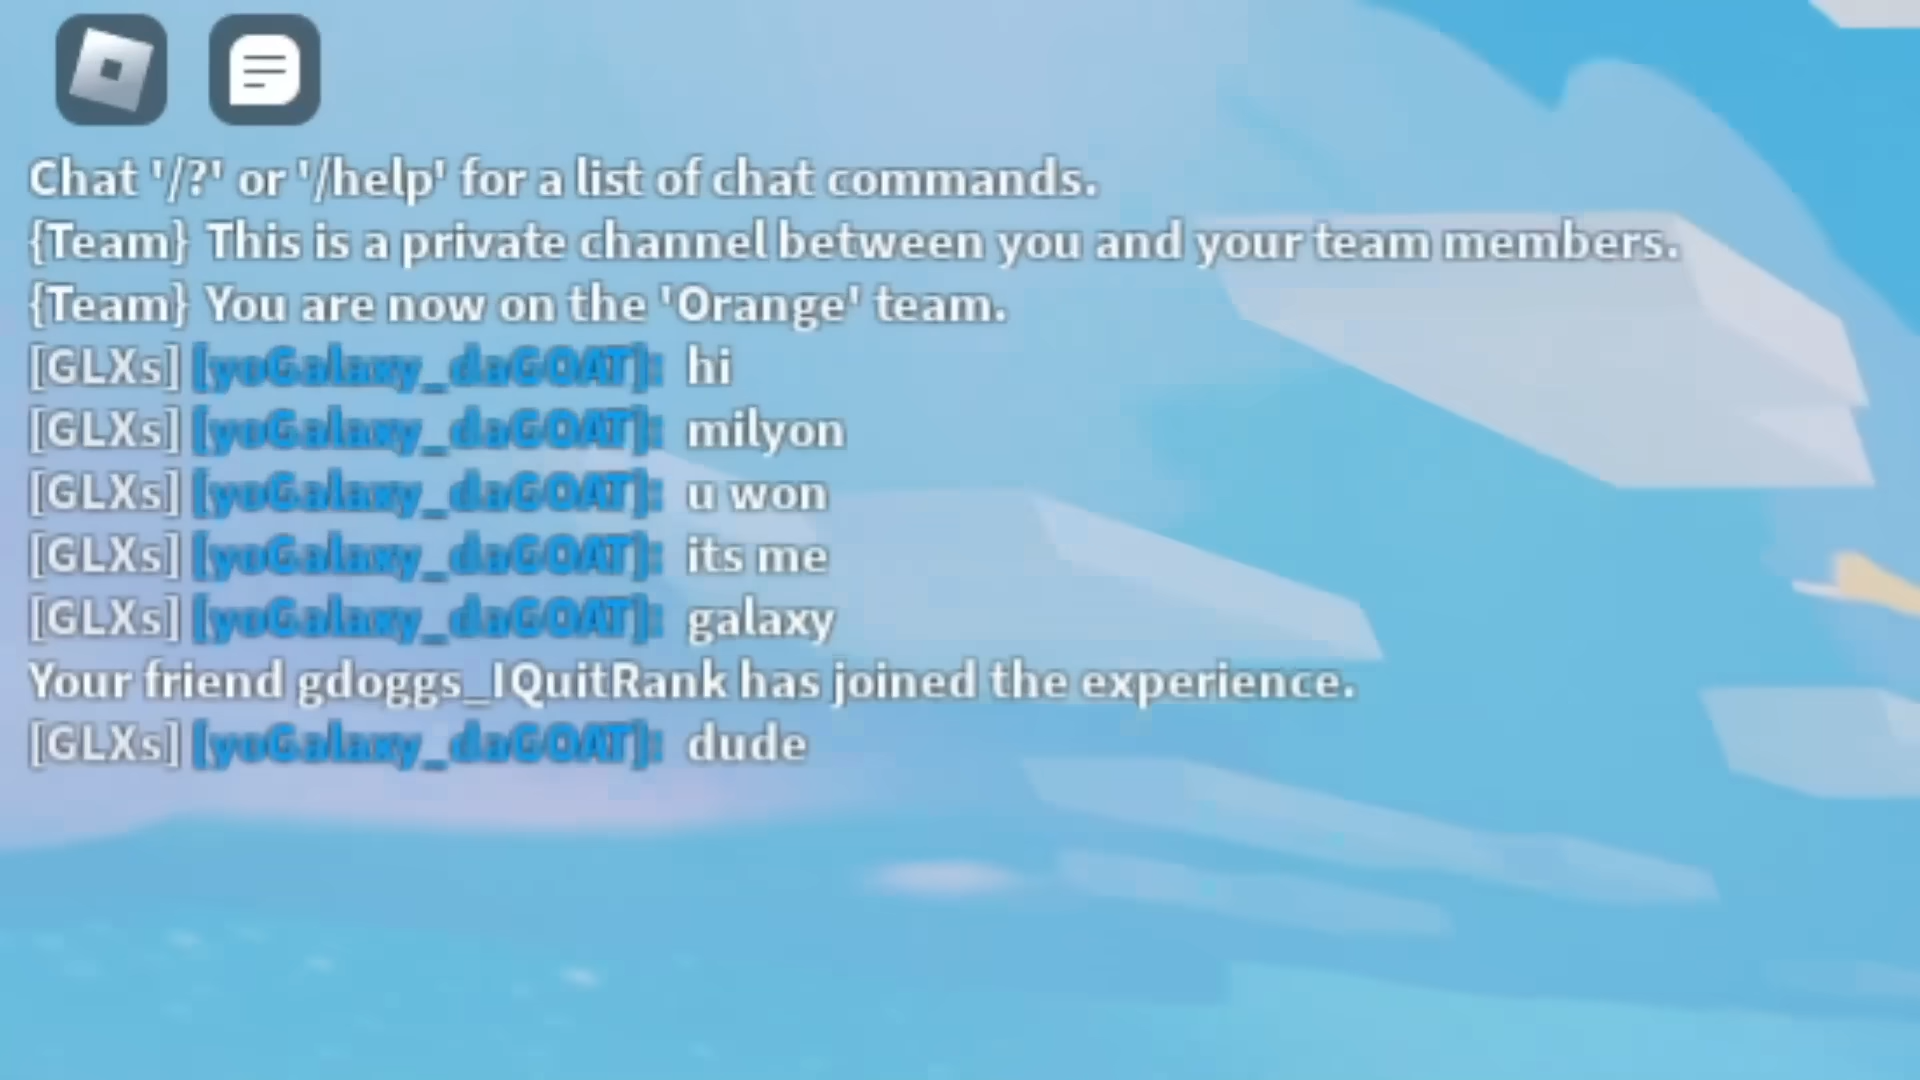 Chat '/?' or '/help' for a list of chat commands.
{Team} This is a private channel between you and your team members.
{Team} You are now on the 'Orange' team.
[GLXs] [yoGalaxy_daGOAT]: hi
[GLXs] [yoGalaxy_daGOAT]: milyon
[GLXs] [yoGalaxy_daGOAT]: u won
[GLXs] [yoGalaxy_daGOAT]: its me
[GLXs] [yoGalaxy_daGOAT]: galaxy
Your friend gdoggs_IQuitRank has joined the experience.
[GLXs] [yoGalaxy_daGOAT]: dude